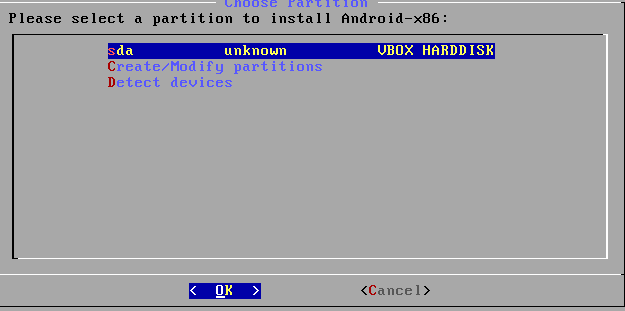 Choose Partition
Please select a partition to install Android-x86:
sda unknown VBOX HARDDISK
Create/Modify partitions
Detect devices
< OK > <Cancel>